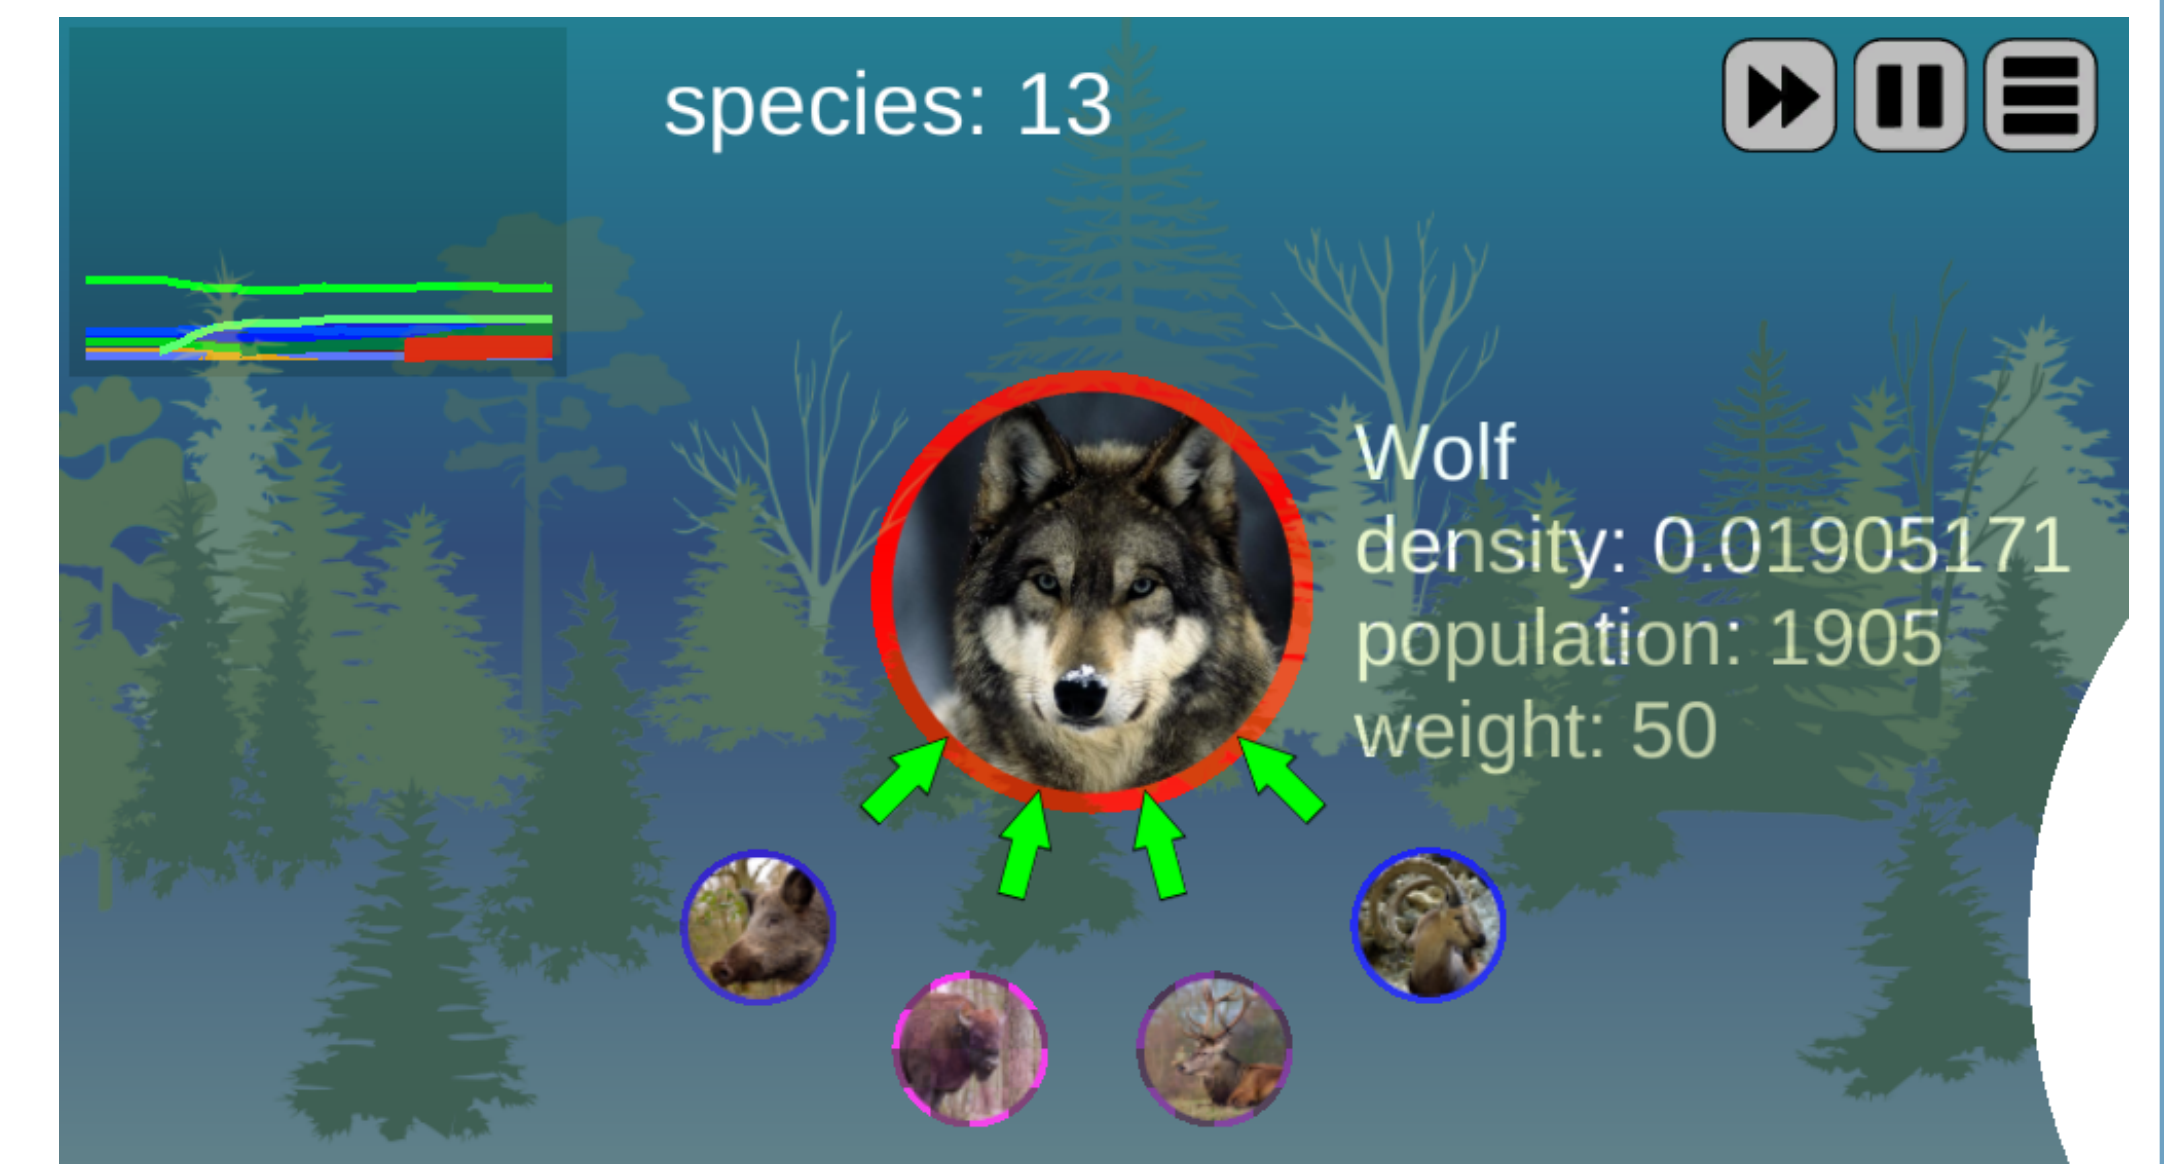 species: 13
Wolf
density: 0.01905171
population: 1905
weight: 50